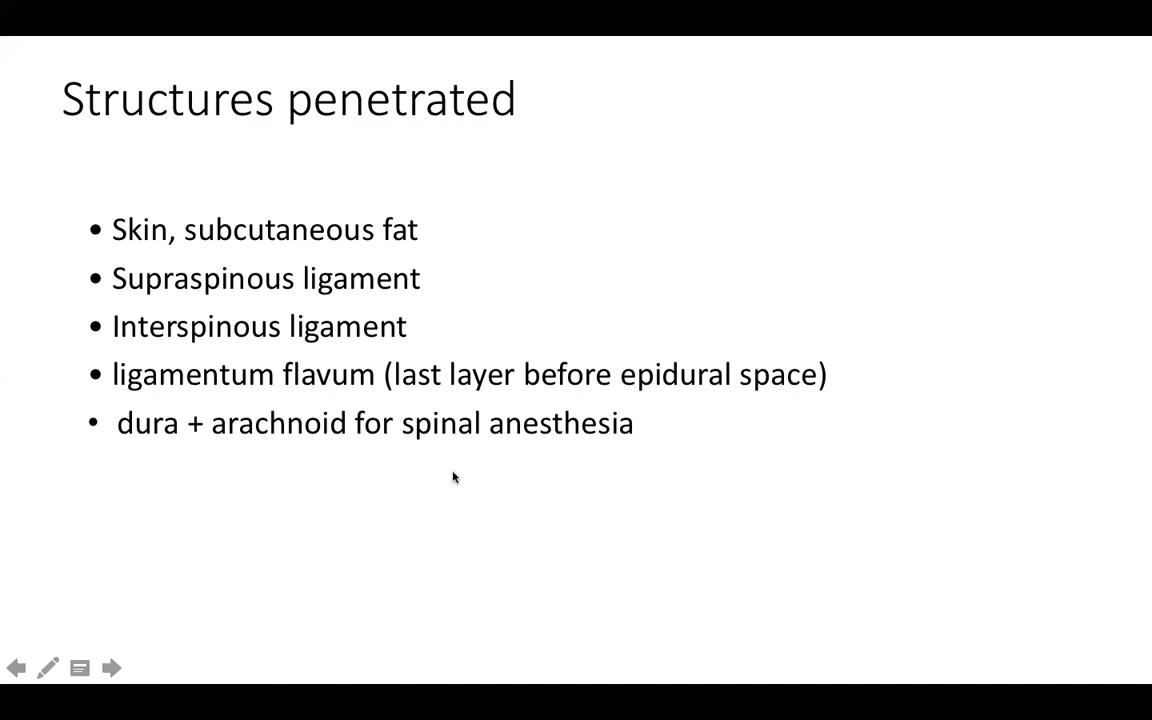 Structures penetrated
• Skin, subcutaneous fat
• Supraspinous ligament
• Interspinous ligament
• ligamentum flavum (last layer before epidural space)
• dura + arachnoid for spinal anesthesia